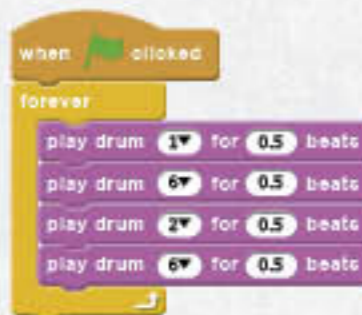 when clicked
forever
play drum 1 for 0.5 beats
play drum 6 for 0.5 beats
play drum 2 for 0.5 beats
play drum 6 for 0.5 beats